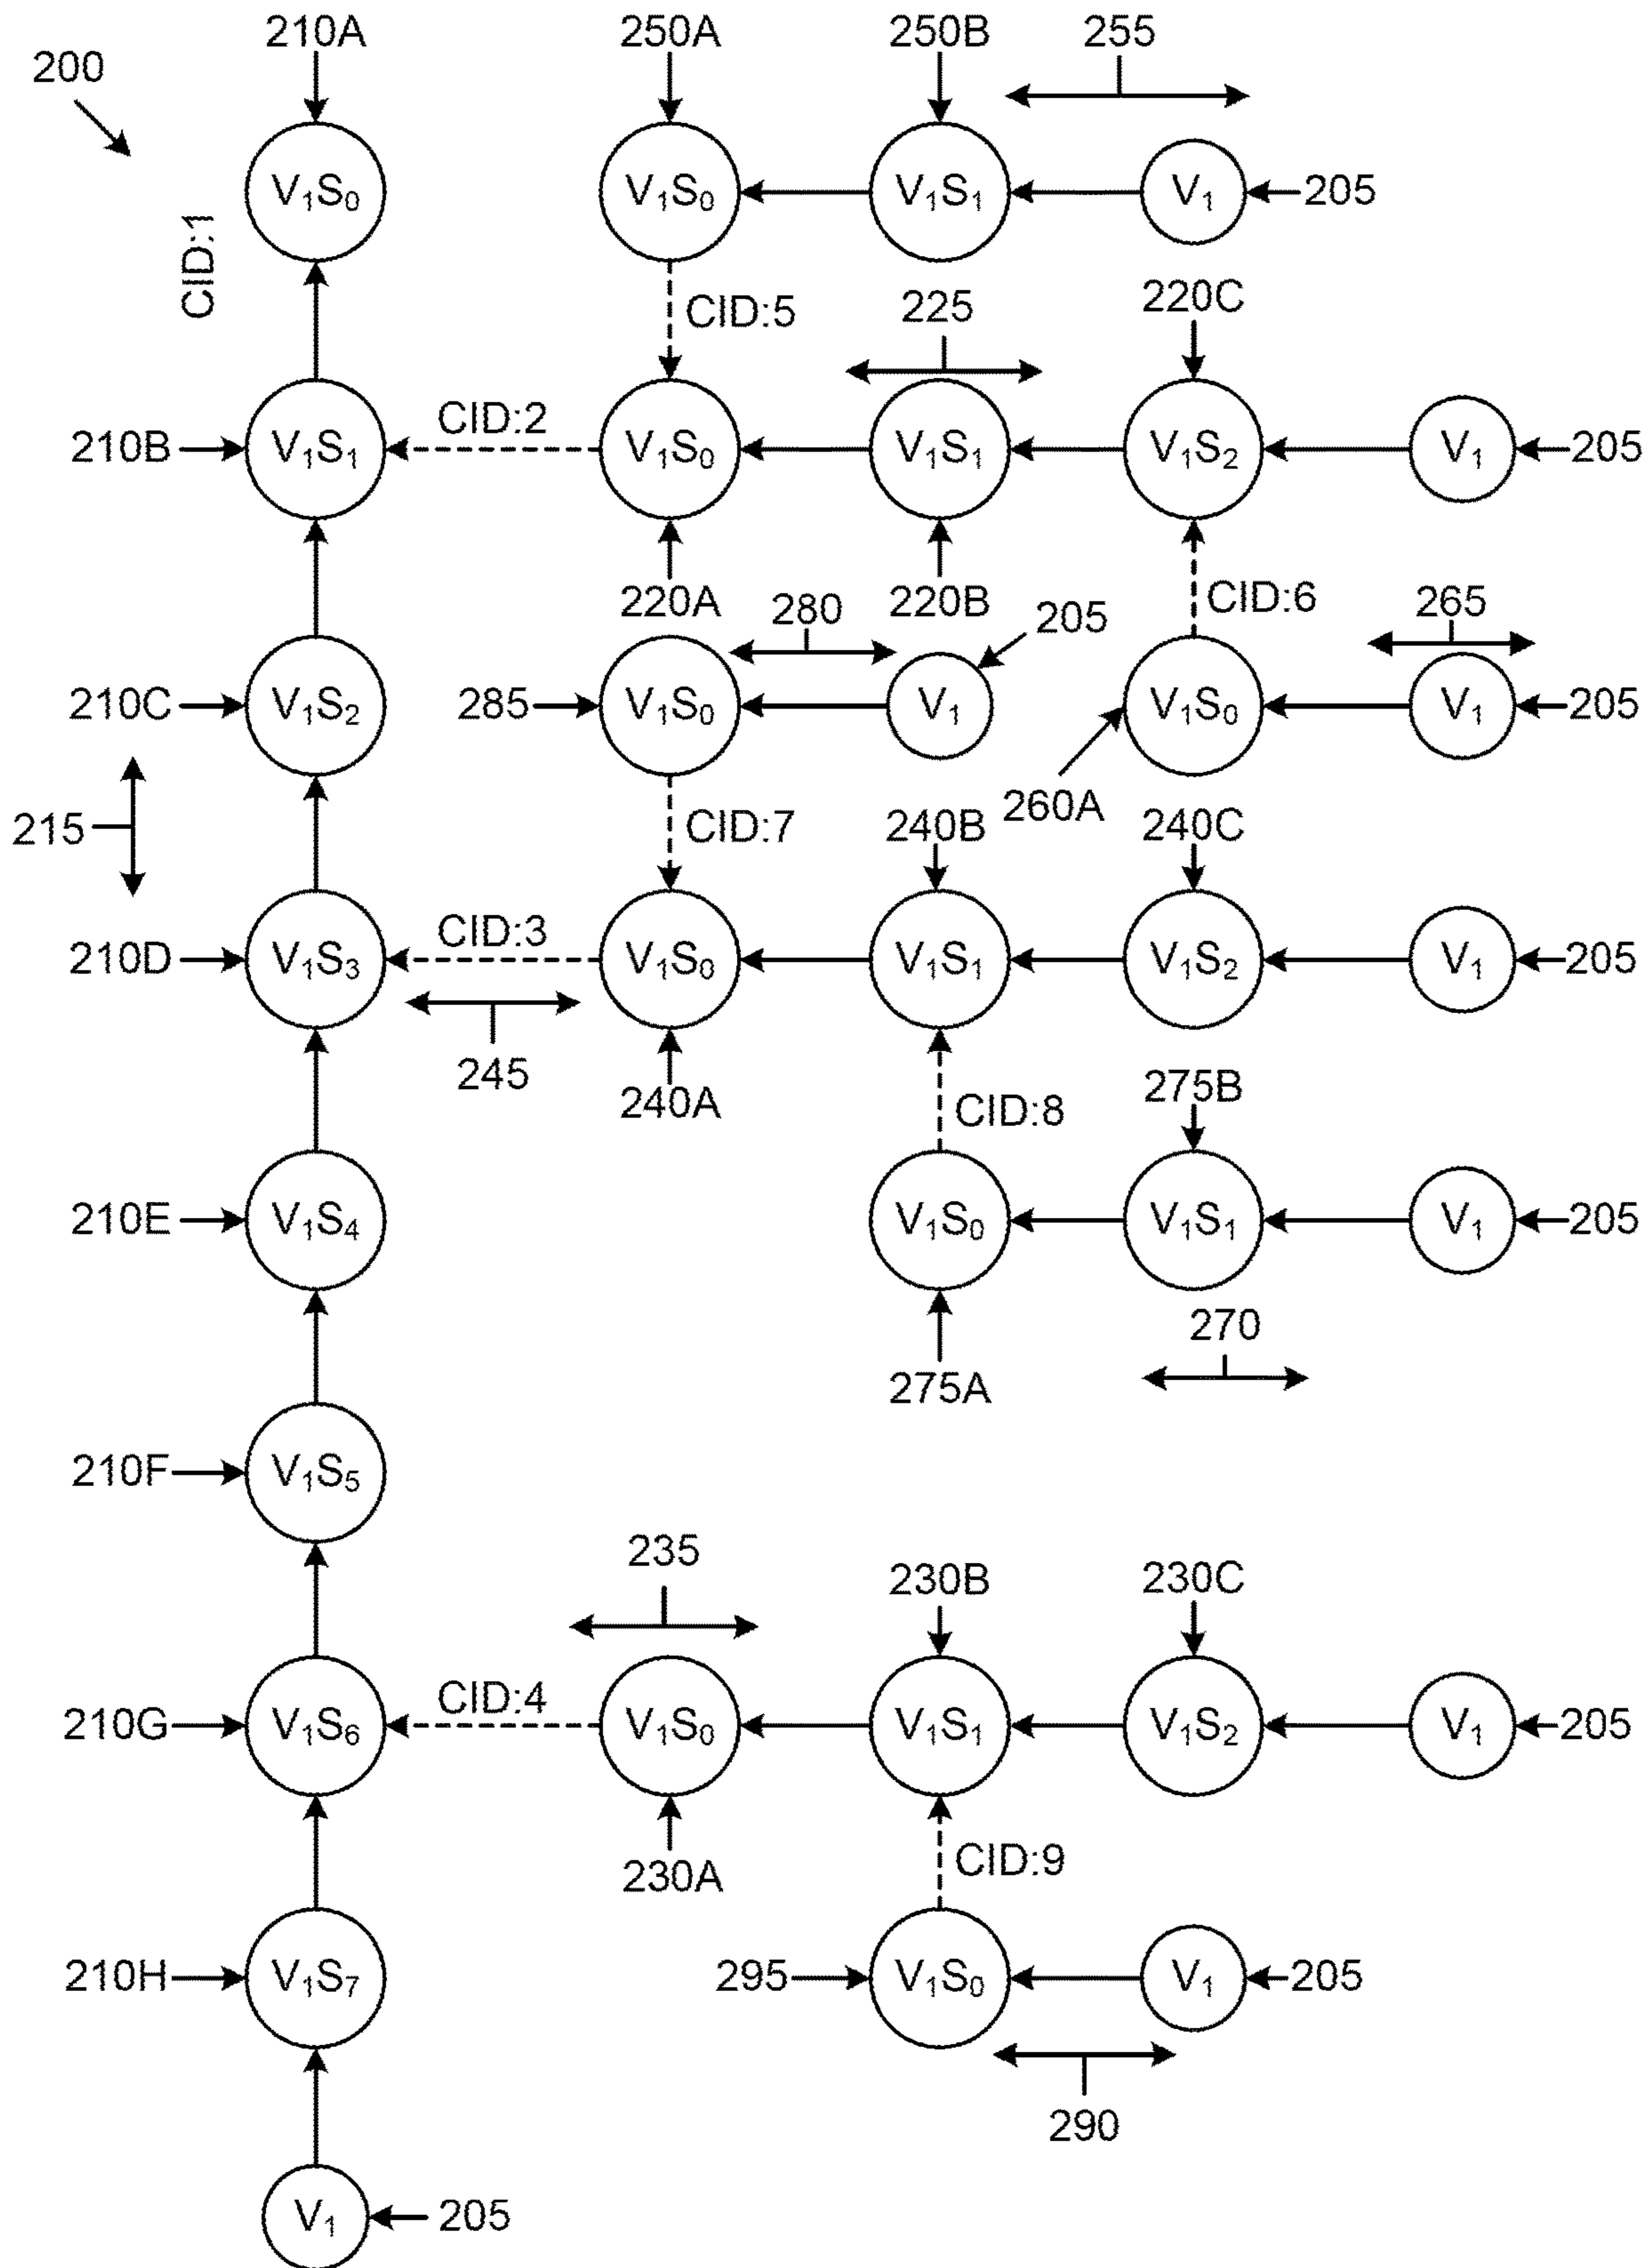 210A 250A 250B 255
200
V₁S₀ V₁S₀ V₁S₁ V₁ 205
CID:1
CID:5 225 220C
210B V₁S₁ CID:2 V₁S₀ V₁S₁ V₁S₂ V₁ 205
220A 280 220B 205 CID:6 265
210C V₁S₂ 285 V₁S₀ V₁ V₁S₀ V₁ 205
260A
215 CID:7 240B 240C
210D V₁S₃ CID:3 V₁S₀ V₁S₁ V₁S₂ V₁ 205
245 240A CID:8 275B
210E V₁S₄ V₁S₀ V₁S₁ V₁ 205
270
275A
210F V₁S₅
235 230B 230C
210G V₁S₆ CID:4 V₁S₀ V₁S₁ V₁S₂ V₁ 205
230A CID:9
210H V₁S₇ 295 V₁S₀ V₁ 205
290
V₁ 205